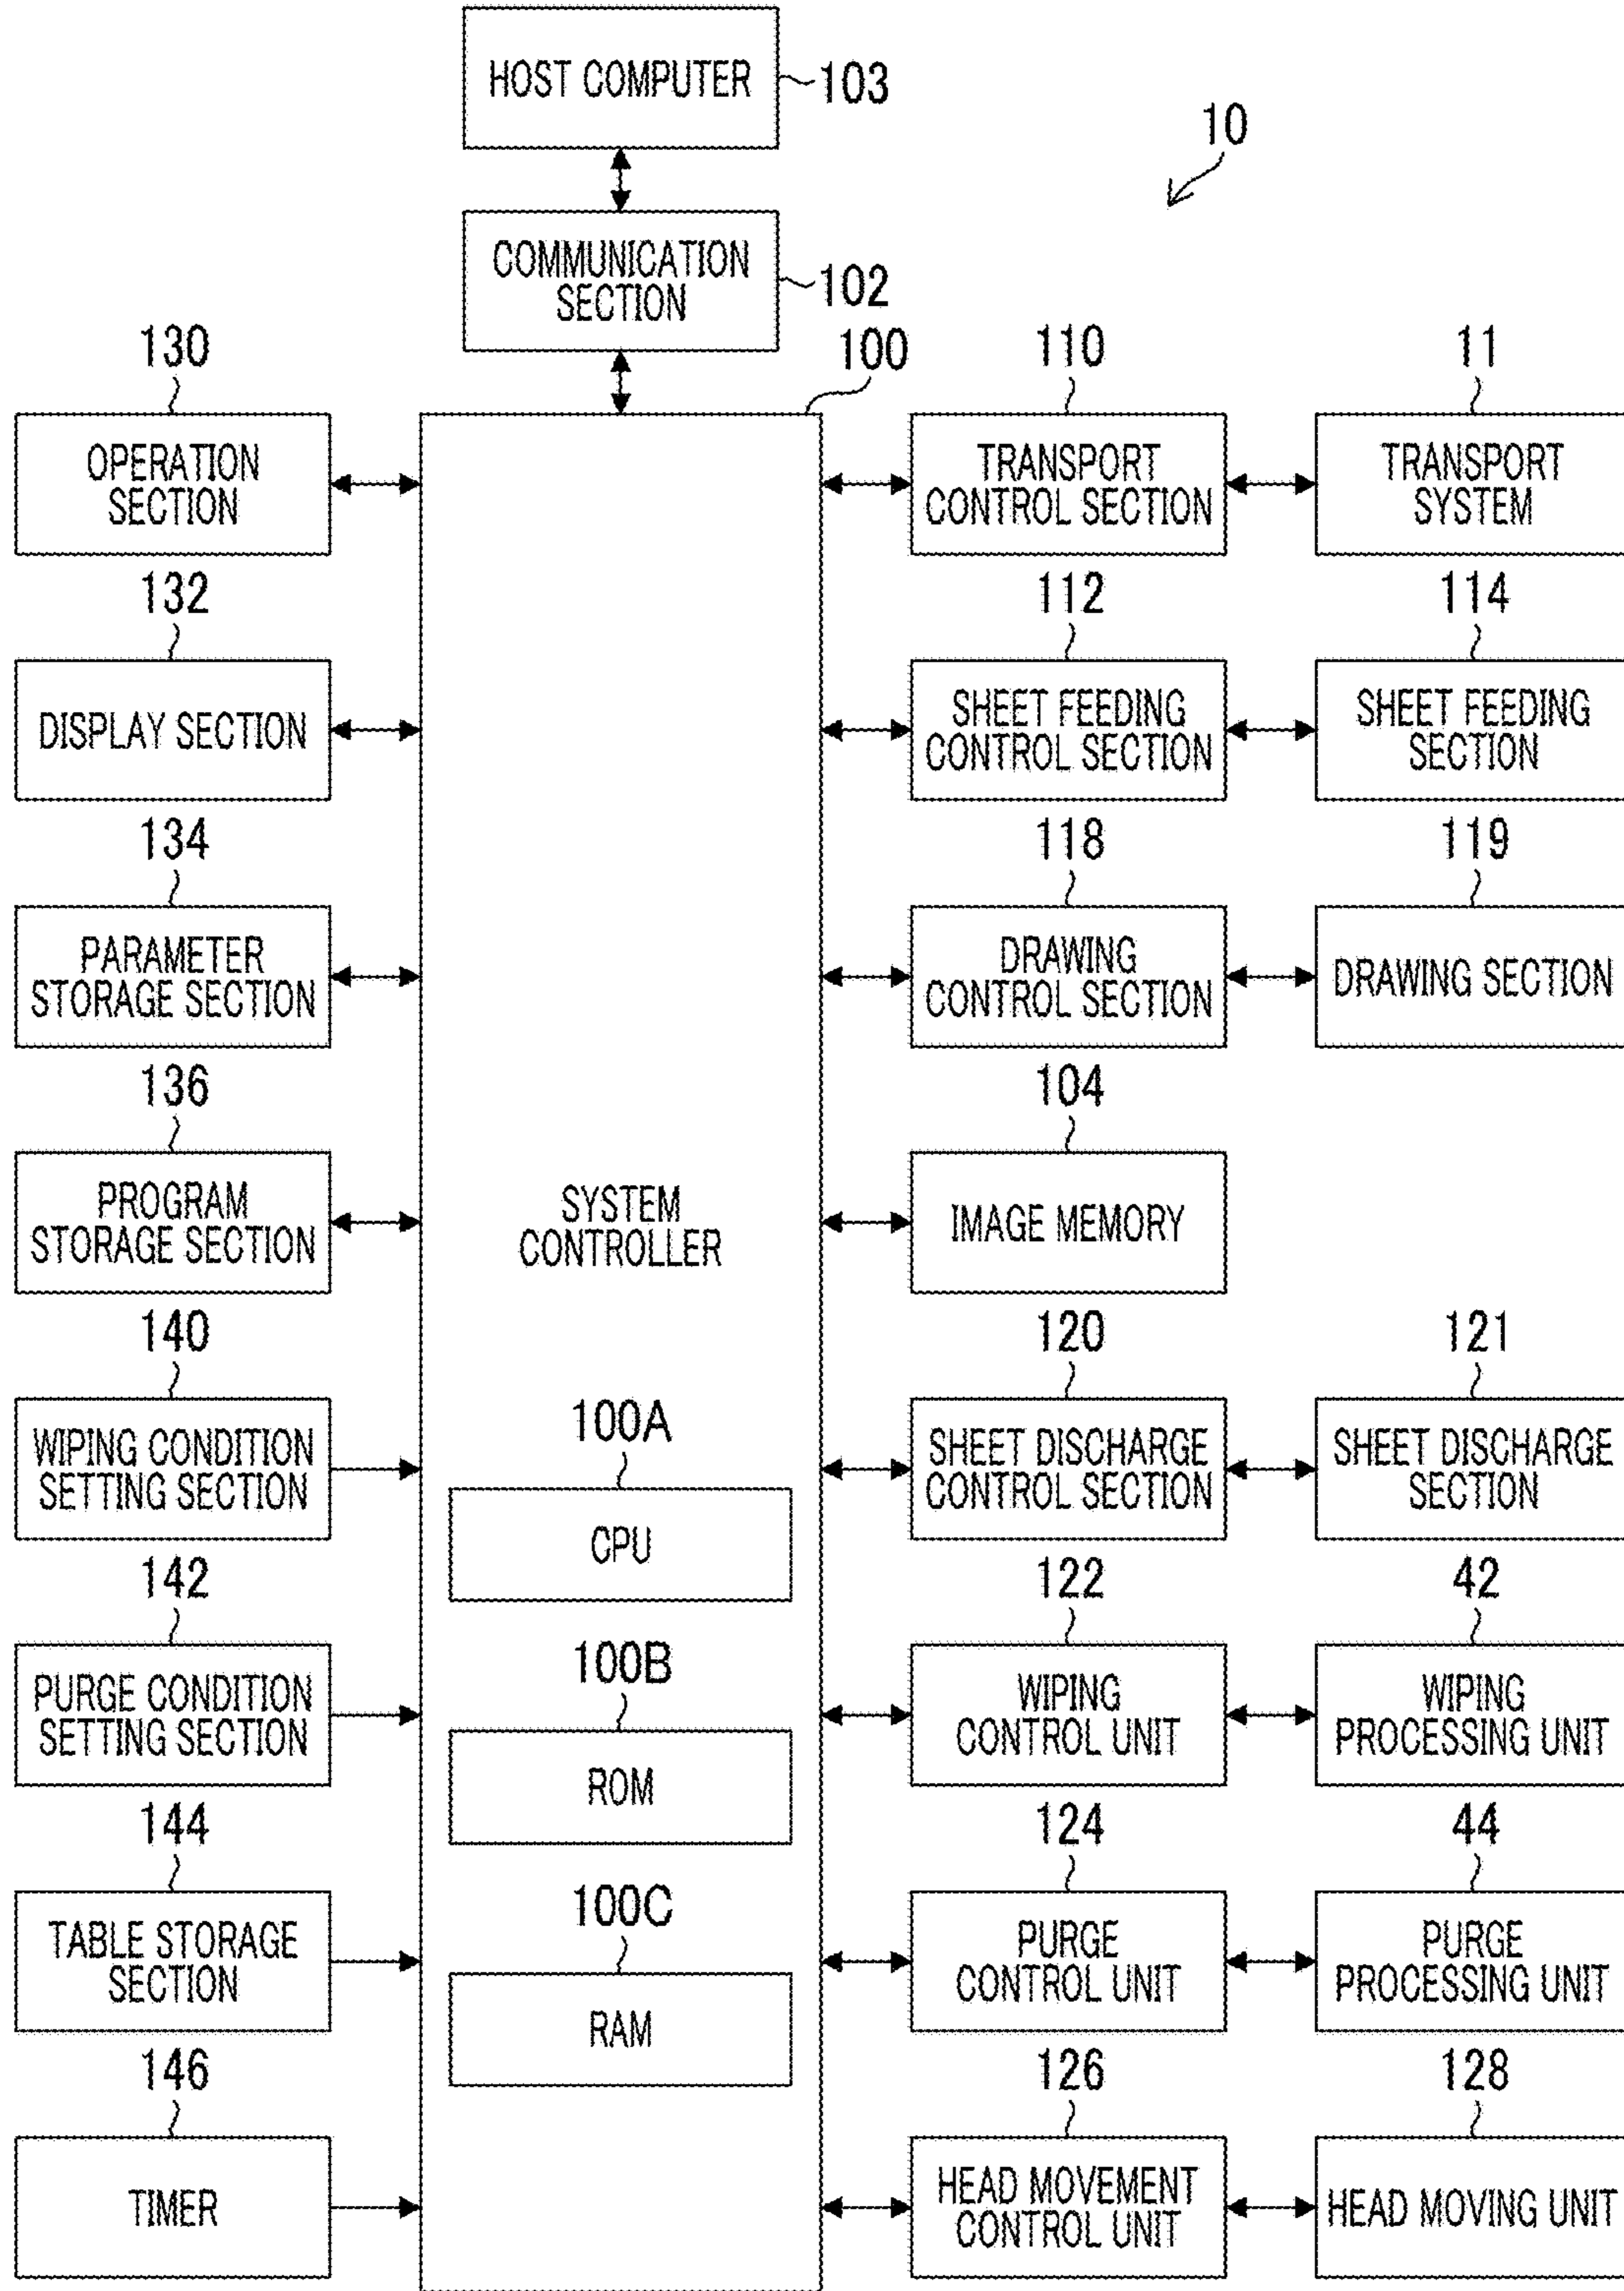 HOST COMPUTER
103
10
COMMUNICATION
SECTION
102
100
130
OPERATION
SECTION
110
TRANSPORT
CONTROL SECTION
11
TRANSPORT
SYSTEM
132
DISPLAY SECTION
112
SHEET FEEDING
CONTROL SECTION
114
SHEET FEEDING
SECTION
134
PARAMETER
STORAGE SECTION
118
DRAWING
CONTROL SECTION
119
DRAWING SECTION
136
PROGRAM
STORAGE SECTION
SYSTEM
CONTROLLER
104
IMAGE MEMORY
140
WIPING CONDITION
SETTING SECTION
100A
CPU
120
SHEET DISCHARGE
CONTROL SECTION
121
SHEET DISCHARGE
SECTION
142
PURGE CONDITION
SETTING SECTION
100B
ROM
122
WIPING
CONTROL UNIT
42
WIPING
PROCESSING UNIT
144
TABLE STORAGE
SECTION
100C
RAM
124
PURGE
CONTROL UNIT
44
PURGE
PROCESSING UNIT
146
TIMER
126
HEAD MOVEMENT
CONTROL UNIT
128
HEAD MOVING UNIT